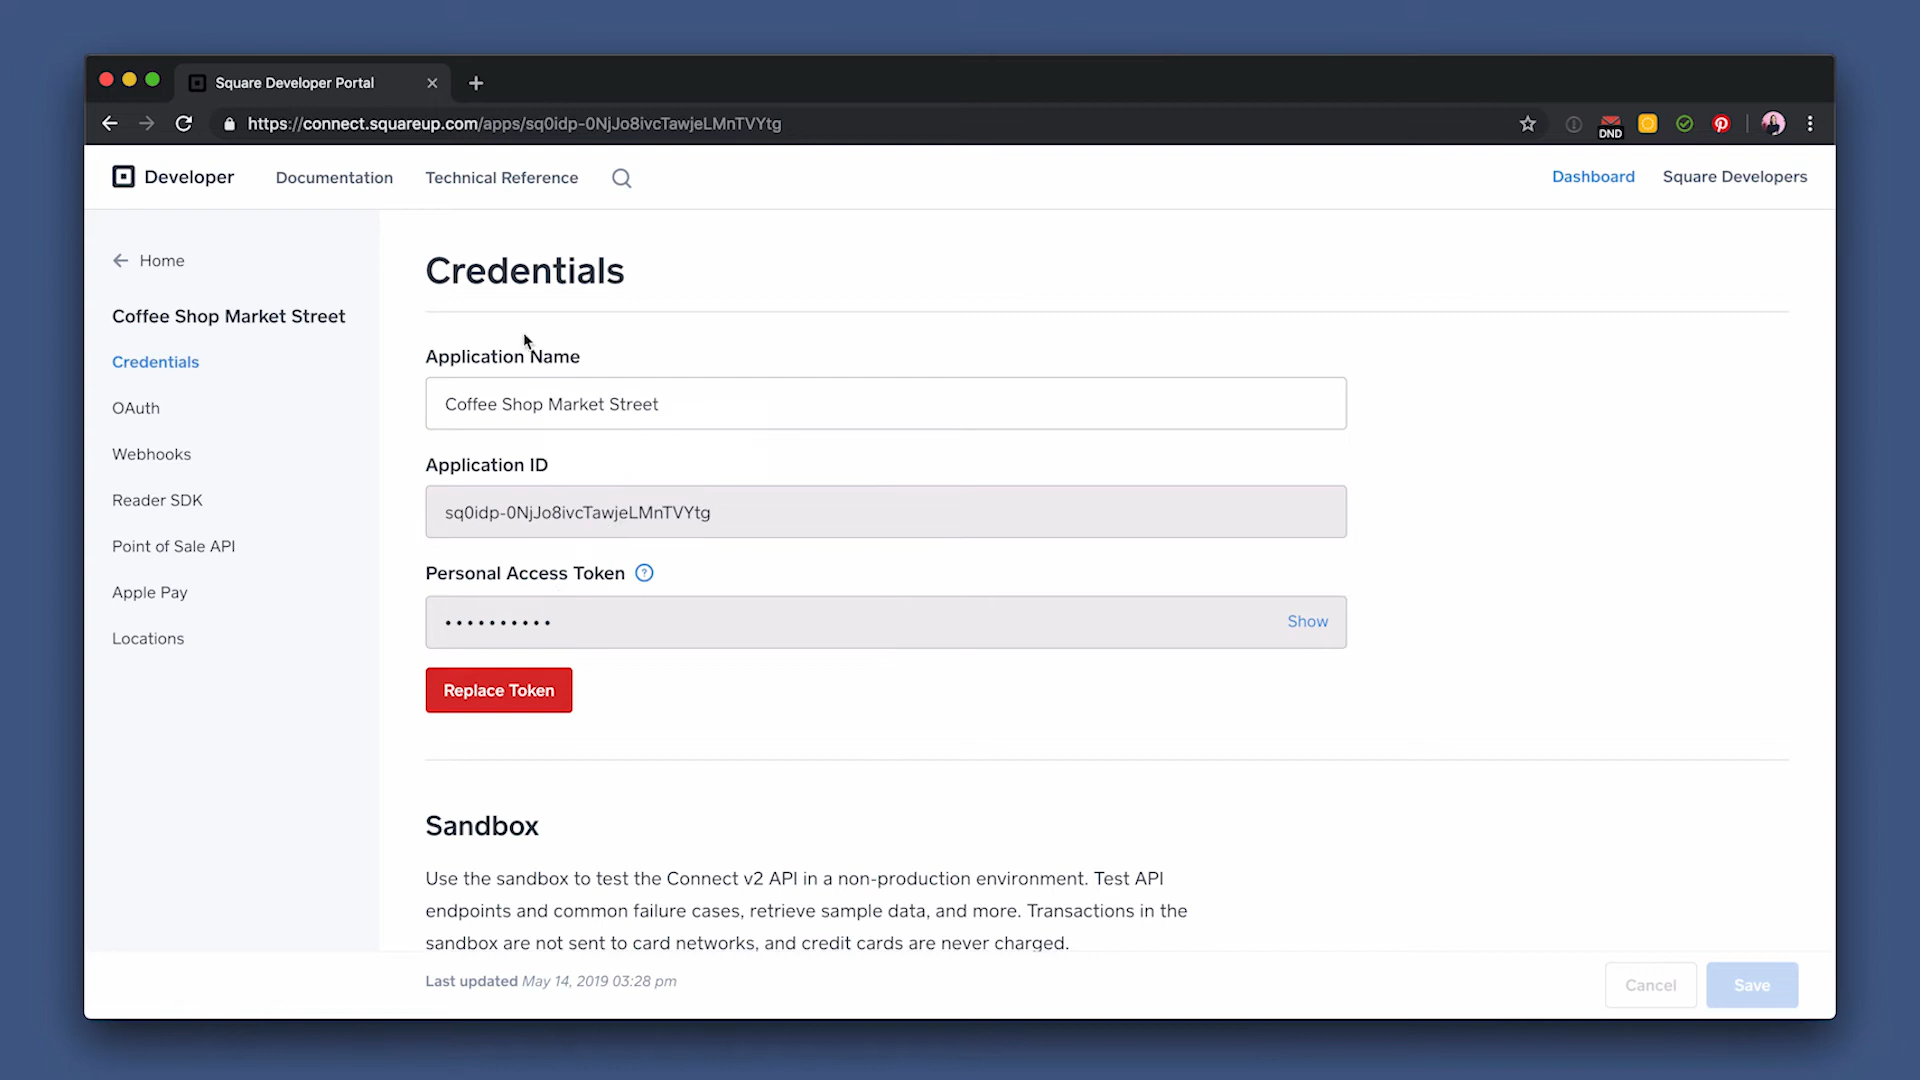 Square Developer Portal
https://connect.squareup.com/apps/sq0idp-0NjJo8ivcTawjeLMnTVYtg
DND
Developer
Documentation
Technical Reference
Dashboard
Square Developers
Home
Coffee Shop Market Street
Credentials
OAuth
Webhooks
Reader SDK
Point of Sale API
Apple Pay
Locations
Credentials
Application Name
Coffee Shop Market Street
Application ID
sq0idp-0NjJo8ivcTawjeLMnTVYtg
Personal Access Token ?
••••••••••
Show
Replace Token
Sandbox
Use the sandbox to test the Connect v2 API in a non-production environment. Test API
endpoints and common failure cases, retrieve sample data, and more. Transactions in the
sandbox are not sent to card networks, and credit cards are never charged.
Last updated May 14, 2019 03:28 pm
Cancel
Save